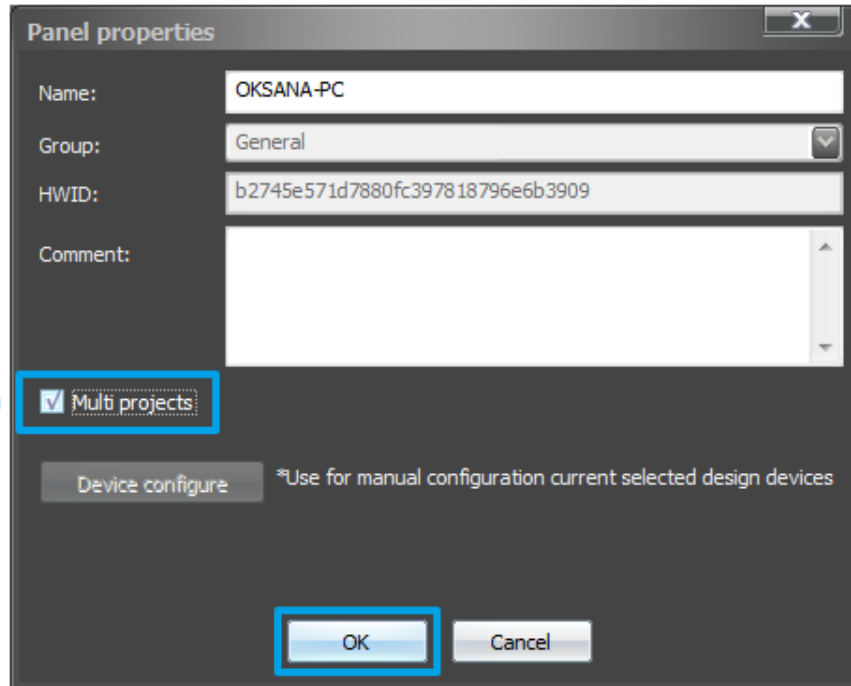 Panel properties
Name: OKSANA-PC
Group: General
HWID: b2745e571d7880fc397818796e6b3909
Comment:
Multi projects
Device configure *Use for manual configuration current selected design devices
OK Cancel